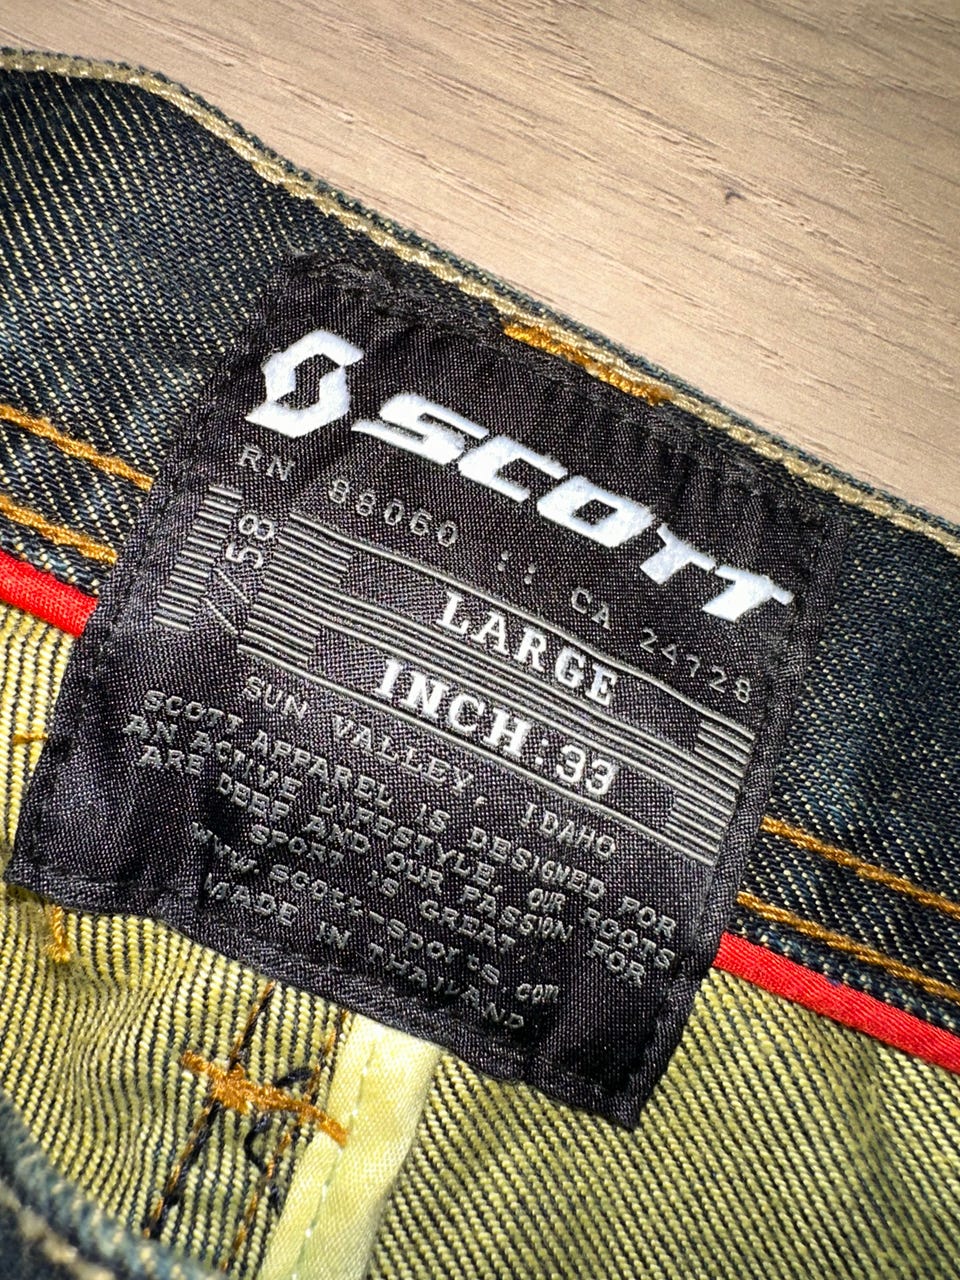 SCOTT
RN 88060 :: CA 24728
58
LARGE
INCH:33
SUN VALLEY, IDAHO
SCOTT APPAREL IS DESIGNED FOR
AN ACTIVE LIFESTYLE. OUR ROOTS
ARE DEEP AND OUR PASSION FOR
SPORT IS GREAT
www.scott-sports.com
MADE IN THAILAND